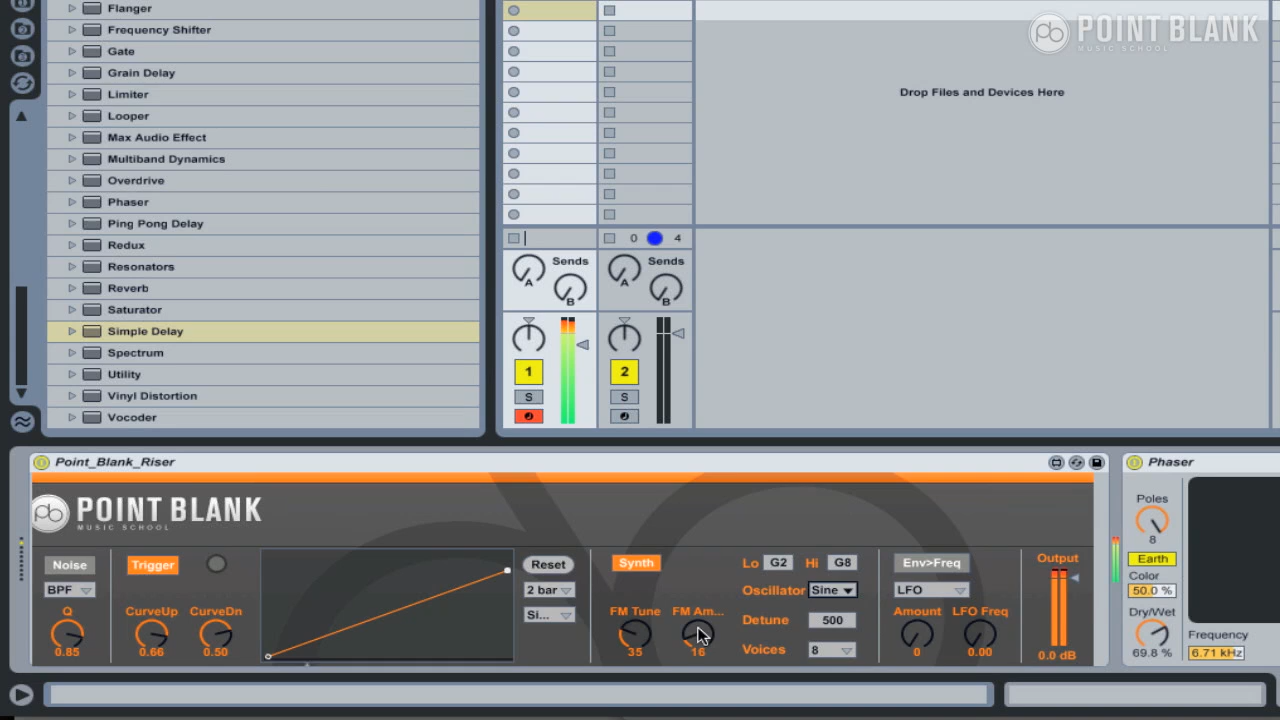 Flanger
Frequency Shifter
Gate
Grain Delay
Limiter
Looper
Max Audio Effect
Multiband Dynamics
Overdrive
Phaser
Ping Pong Delay
Redux
Resonators
Reverb
Saturator
Simple Delay
Spectrum
Utility
Vinyl Distortion
Vocoder
pb POINT BLANK
MUSIC SCHOOL
Drop Files and Devices Here
0 4
Sends Sends
A B A B
1 2
S S
Point_Blank_Riser
pb POINT BLANK
MUSIC SCHOOL
Noise
BPF
Q
0.85
Trigger
CurveUp CurveDn
0.66 0.50
Reset
2 bar
Si...
Synth
FM Tune FM Am...
35 16
Lo G2 Hi G8
Oscillator Sine
Detune 500
Voices 8
Env>Freq
LFO
Amount LFO Freq
0 0.00
Output
0.0 dB
Phaser
Poles
8
Earth
Color
50.0 %
Dry/Wet
69.8 %
Frequency
6.71 kHz